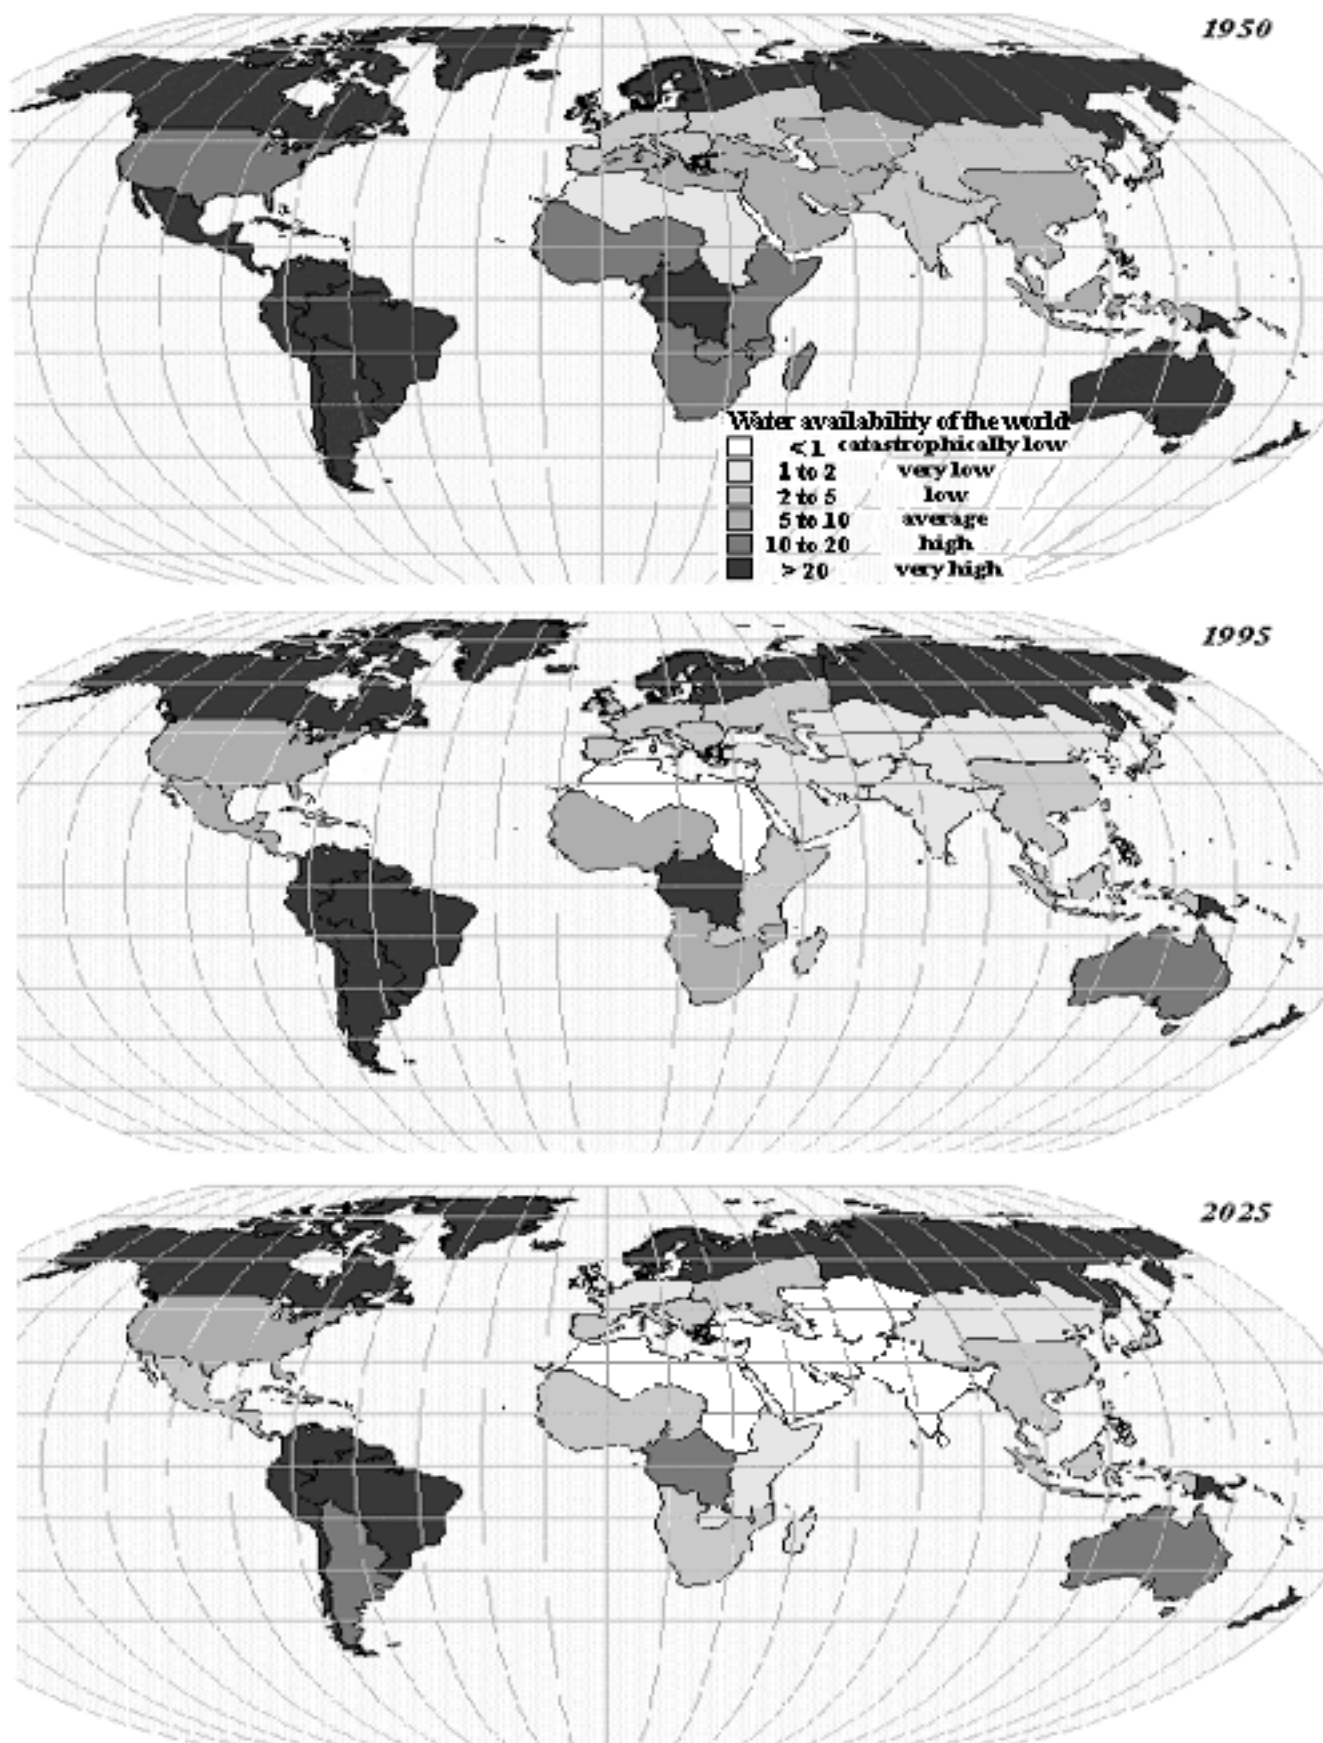 1950
Water availability of the world
< 1 catastrophically low
1 to 2 very low
2 to 5 low
5 to 10 average
10 to 20 high
> 20 very high
1995
2025